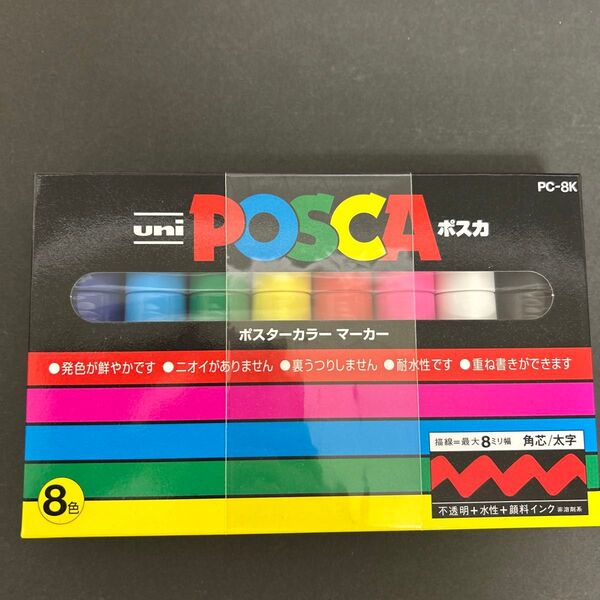 PC-8K
uni POSCA ポスカ
ポスターカラー マーカー
●発色が鮮やかです ●ニオイがありません ●裏うつりしません ●耐水性です ●重ね書きができます
描線=最大8ミリ幅 角芯/太字
不透明+水性+顔料インク 非溶剤系
8色